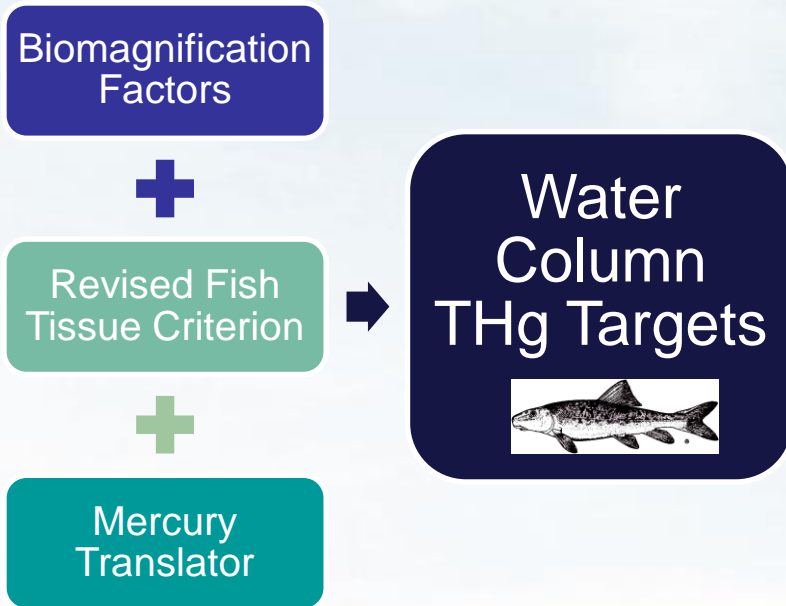 Biomagnification
Factors
Revised Fish
Tissue Criterion
Mercury
Translator
Water
Column
THg Targets